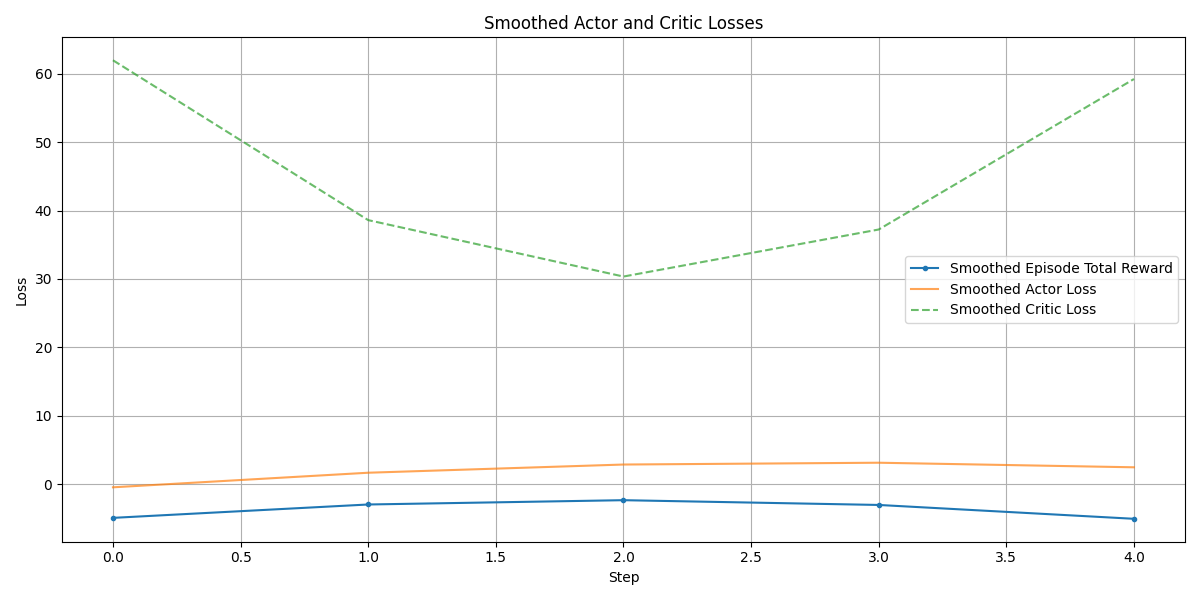 Smoothed Actor and Critic Losses
60
50
40
30
20
10
0
Loss
Smoothed Episode Total Reward
Smoothed Actor Loss
Smoothed Critic Loss
0.0 0.5 1.0 1.5 2.0 2.5 3.0 3.5 4.0
Step